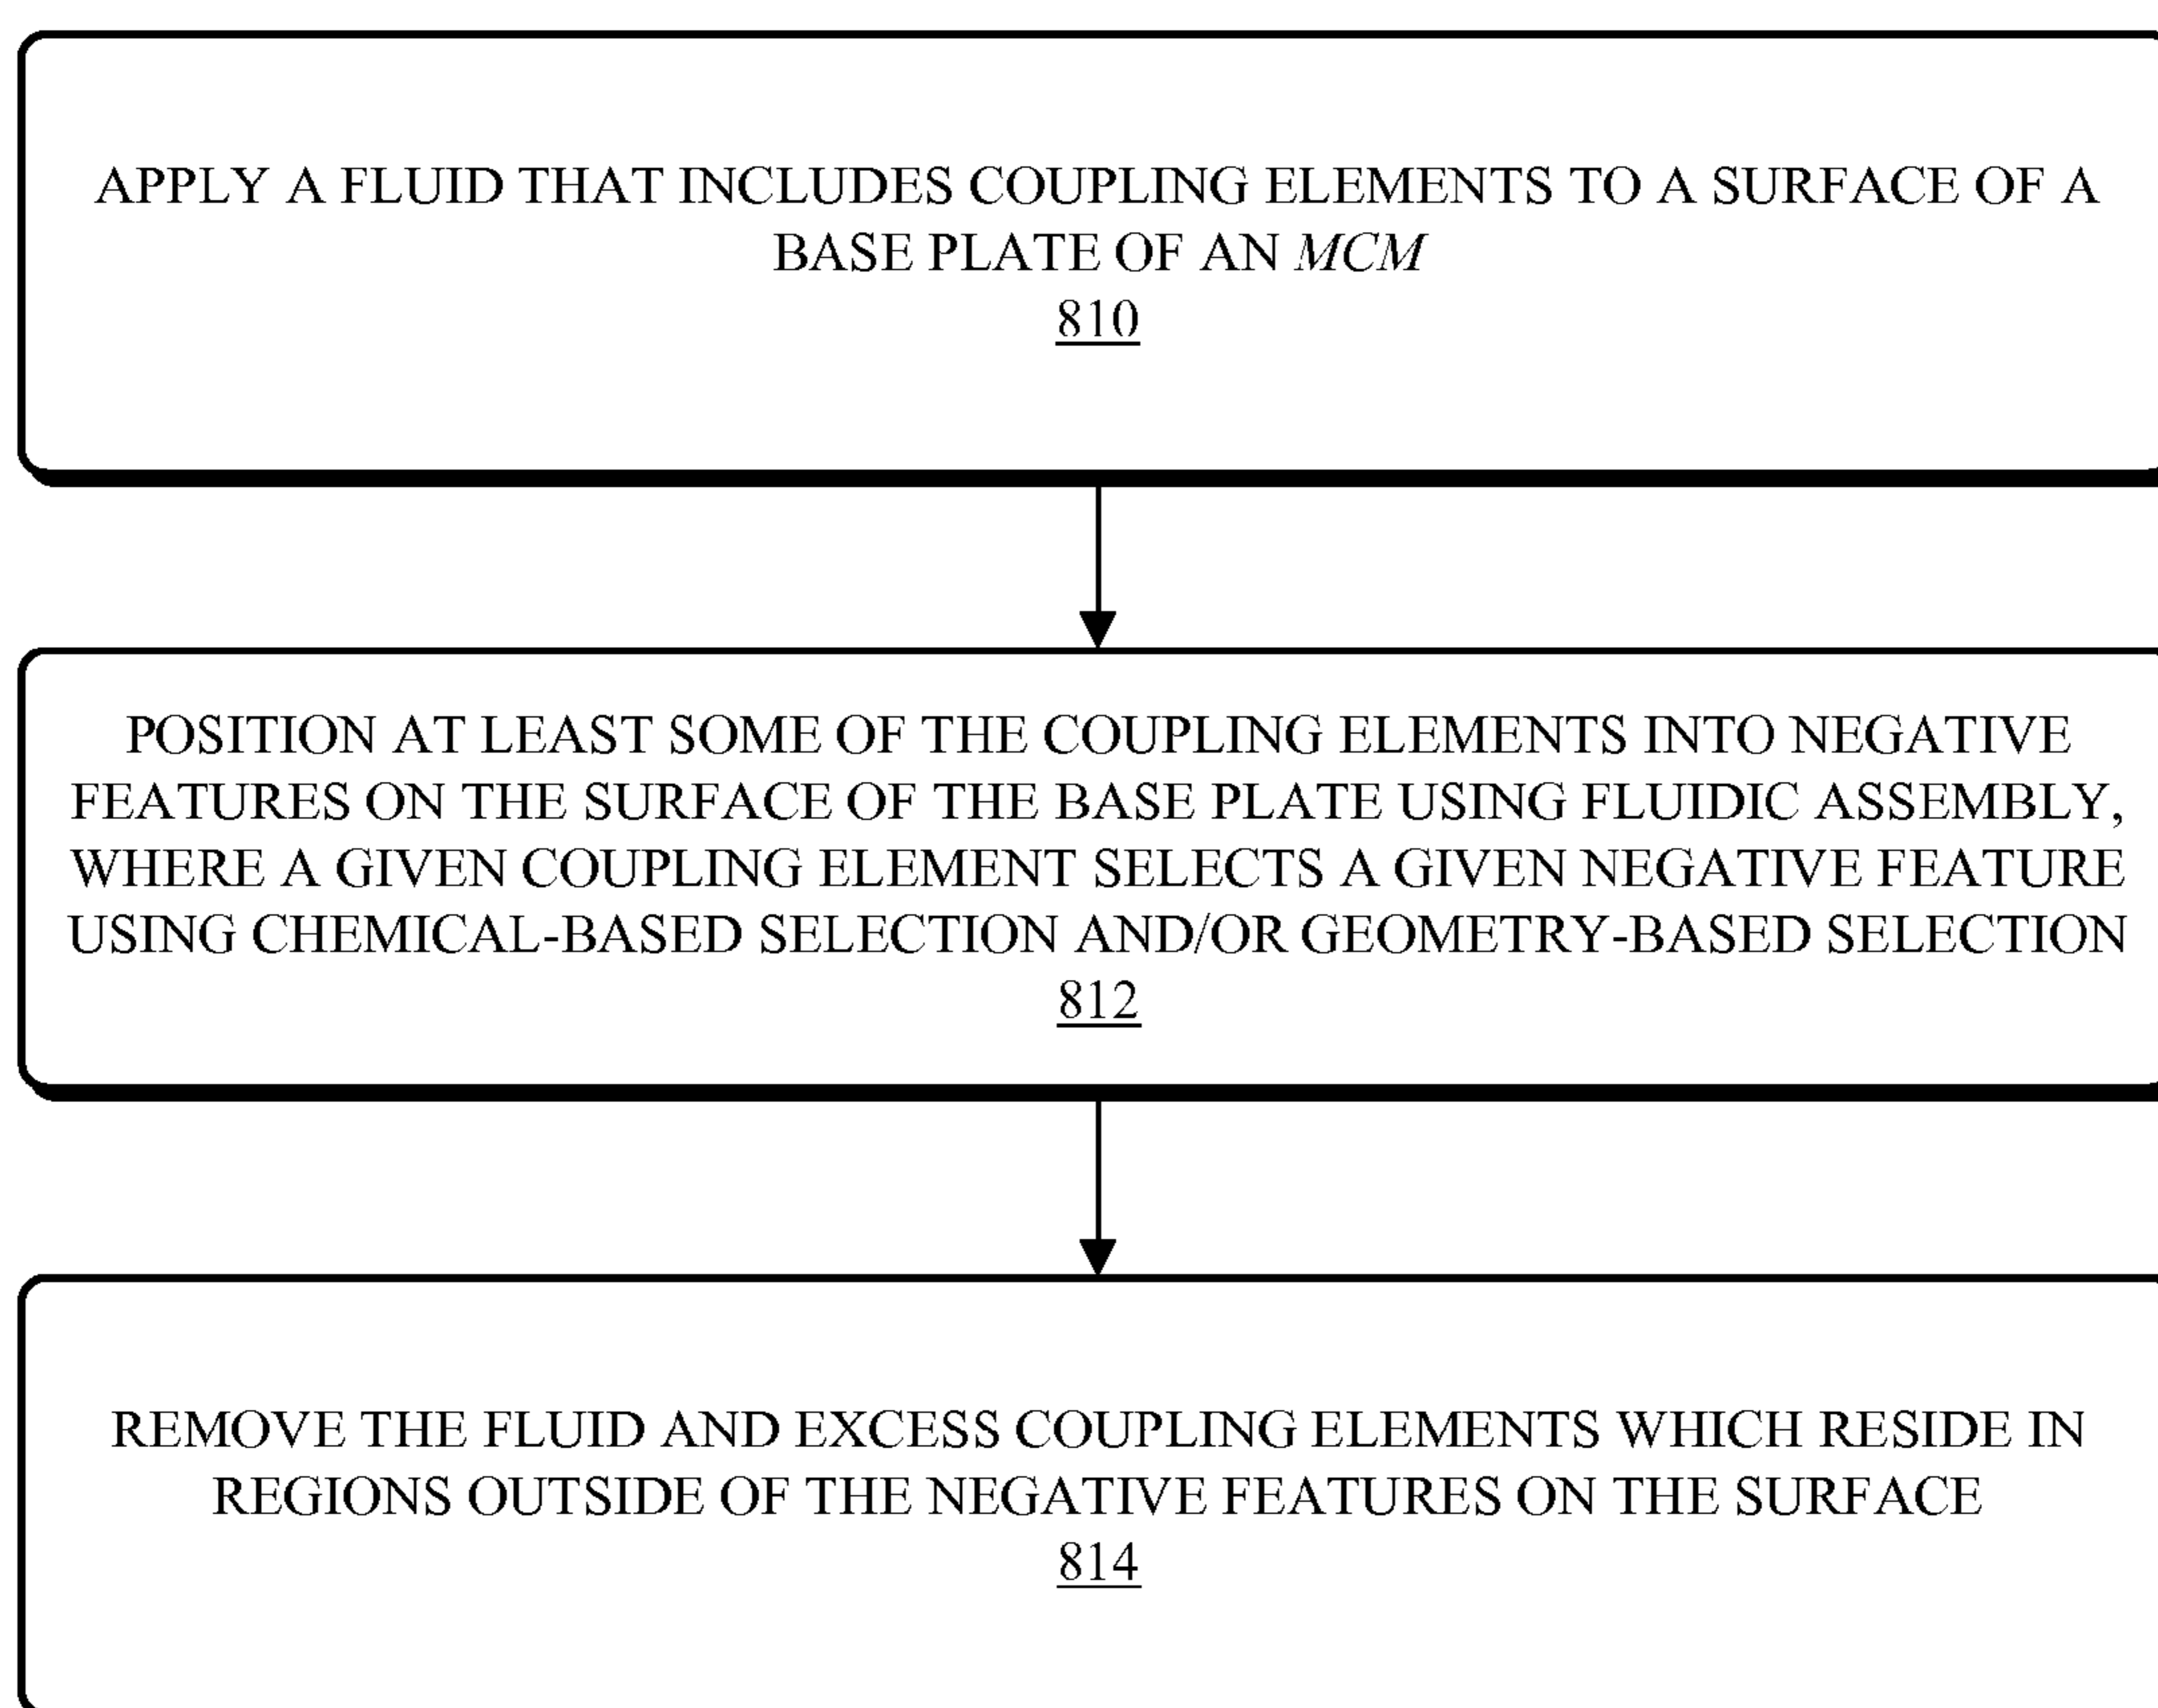 APPLY A FLUID THAT INCLUDES COUPLING ELEMENTS TO A SURFACE OF A
BASE PLATE OF AN MCM
810
POSITION AT LEAST SOME OF THE COUPLING ELEMENTS INTO NEGATIVE
FEATURES ON THE SURFACE OF THE BASE PLATE USING FLUIDIC ASSEMBLY,
WHERE A GIVEN COUPLING ELEMENT SELECTS A GIVEN NEGATIVE FEATURE
USING CHEMICAL-BASED SELECTION AND/OR GEOMETRY-BASED SELECTION
812
REMOVE THE FLUID AND EXCESS COUPLING ELEMENTS WHICH RESIDE IN
REGIONS OUTSIDE OF THE NEGATIVE FEATURES ON THE SURFACE
814